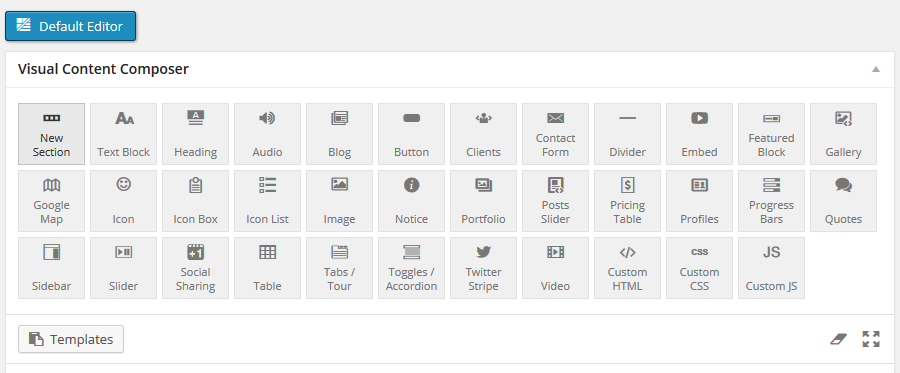 Default Editor
Visual Content Composer
New Section
Text Block
Heading
Audio
Blog
Button
Clients
Contact Form
Divider
Embed
Featured Block
Gallery
Google Map
Icon
Icon Box
Icon List
Image
Notice
Portfolio
Posts Slider
Pricing Table
Profiles
Progress Bars
Quotes
Sidebar
Slider
+1
Social Sharing
Table
Tabs / Tour
Toggles / Accordion
Twitter Stripe
Video
Custom HTML
css
Custom CSS
JS
Custom JS
Templates